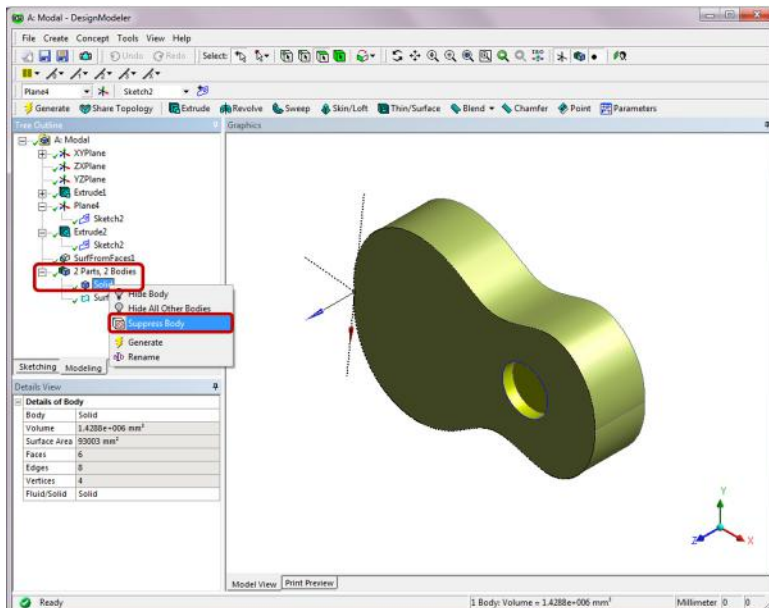 A: Modal - DesignModeler
File Create Concept Tools View Help
Undo Redo Select:
Plane4 Sketch2
Generate Share Topology Extrude Revolve Sweep Skin/Loft Thin/Surface Blend Chamfer Point Parameters
Tree Outline
Graphics
A: Modal
XYPlane
ZXPlane
YZPlane
Extrude1
Plane4
Sketch2
Extrude2
Sketch2
SurfFromFaces1
2 Parts, 2 Bodies
Solid
Surf
Hide Body
Hide All Other Bodies
Suppress Body
Generate
Rename
Sketching Modeling
Details View
Details of Body
Body Solid
Volume 1.4288e+006 mm³
Surface Area 93003 mm²
Faces 6
Edges 8
Vertices 4
Fluid/Solid Solid
Y
Z X
Model View Print Preview
Ready 1 Body: Volume = 1.4288e+006 mm³ Millimeter 0 0